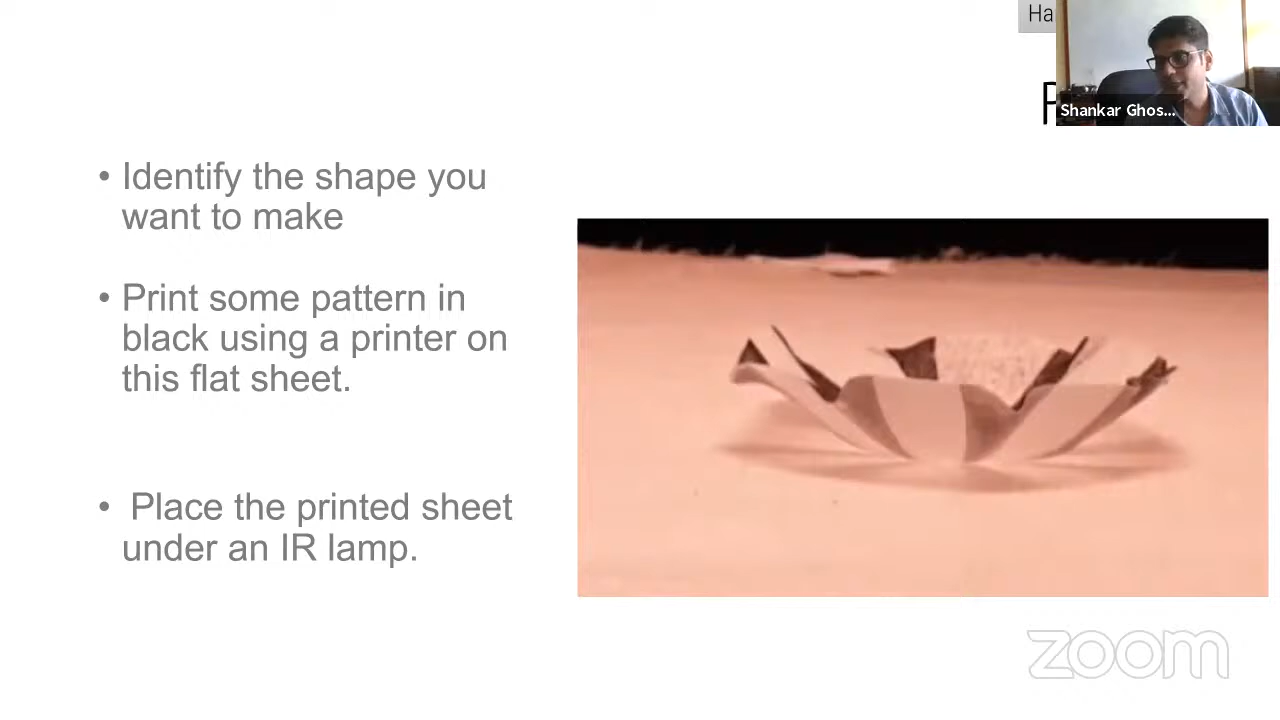 Shankar Ghos...
• Identify the shape you
want to make
• Print some pattern in
black using a printer on
this flat sheet.
• Place the printed sheet
under an IR lamp.
zoom